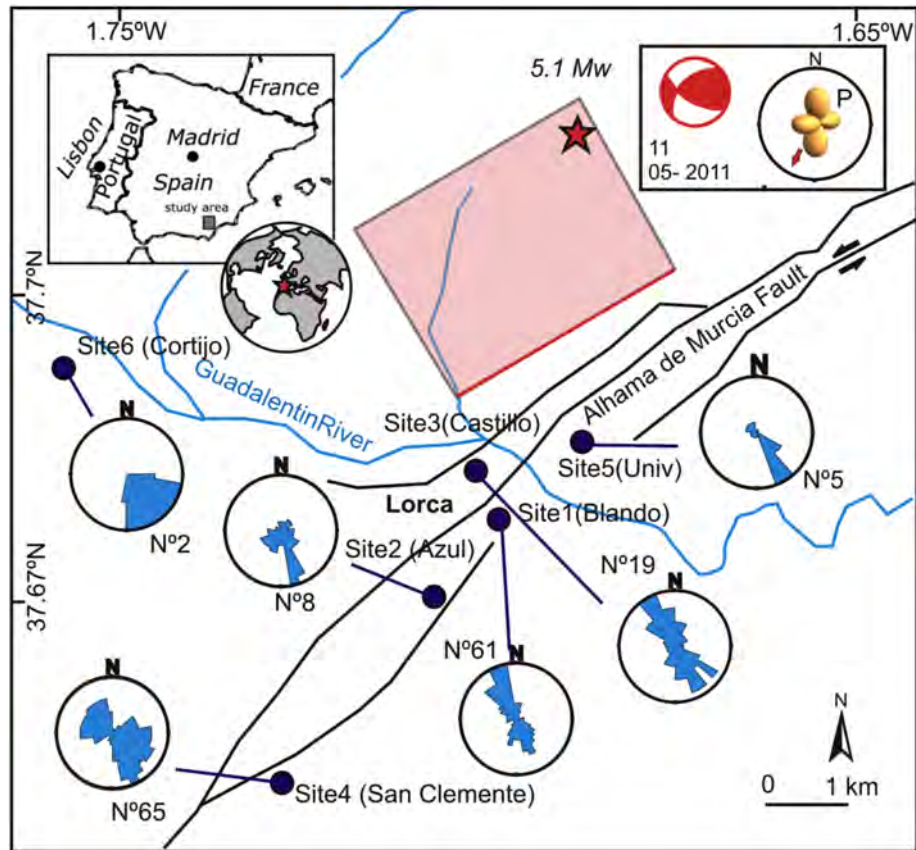 1.75ºW
1.65ºW
5.1 Mw
France
Lisbon
Portugal
Madrid
Spain
study area
N
P
11
05- 2011
37.7ºN
Site6 (Cortijo)
GuadalentinRiver
Alhama de Murcia Fault
Site3(Castillo)
Site5(Univ)
N
Nº5
N
Nº2
N
Nº8
Lorca
Site1(Blando)
Site2 (Azul)
37.67ºN
Nº19
N
Nº61
N
N
Nº65
Site4 (San Clemente)
N
0 1 km